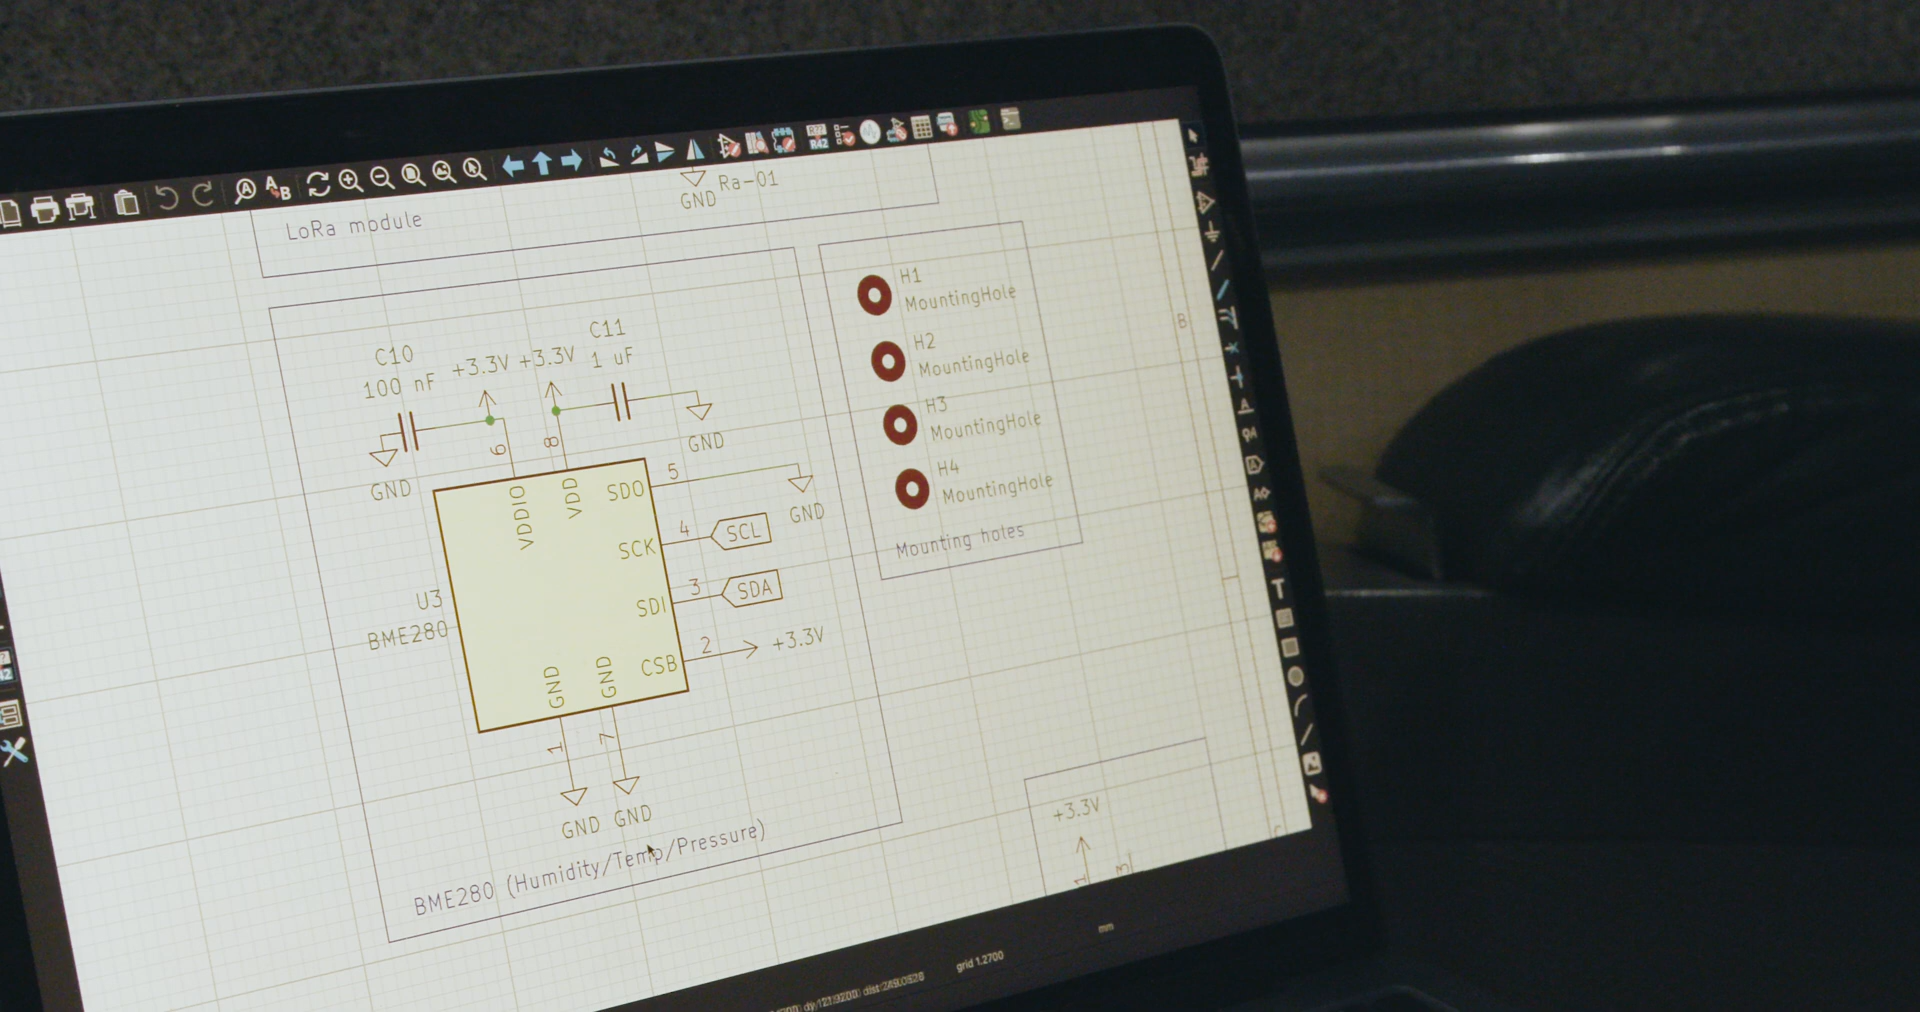 R??
R42
A
B
Ra-01
GND
LoRa module
H1
MountingHole
H2
MountingHole
H3
MountingHole
H4
MountingHole
Mounting holes
B
C10
100 nF
+3.3V
+3.3V
C11
1 uF
GND
GND
6
8
5
GND
VDDIO
VDD
SDO
4
SCL
SCK
3
SDA
SDI
2
+3.3V
CSB
U3
BME280
GND
GND
1
7
GND
GND
BME280 (Humidity/Temp/Pressure)
+3.3V
1
3
C
T
mm
grid 1.2700